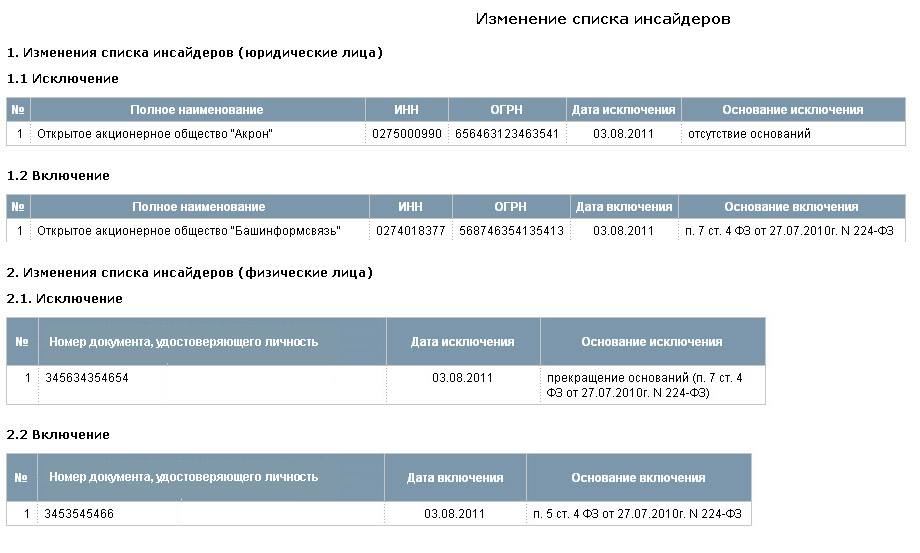 Изменение списка инсайдеров
1. Изменения списка инсайдеров (юридические лица)
1.1 Исключение
№ Полное наименование ИНН ОГРН Дата исключения Основание исключения
1 Открытое акционерное общество "Акрон" 0275000990 656463123463541 03.08.2011 отсутствие оснований
1.2 Включение
№ Полное наименование ИНН ОГРН Дата включения Основание включения
1 Открытое акционерное общество "Башинформсвязь" 0274018377 568746354135413 03.08.2011 п. 7 ст. 4 ФЗ от 27.07.2010г. N 224-ФЗ
2. Изменения списка инсайдеров (физические лица)
2.1. Исключение
№ Номер документа, удостоверяющего личность Дата исключения Основание исключения
1 345634354654 03.08.2011 прекращение оснований (п. 7 ст. 4
ФЗ от 27.07.2010г. N 224-ФЗ)
2.2 Включение
№ Номер документа, удостоверяющего личность Дата включения Основание включения
1 3453545466 03.08.2011 п. 5 ст. 4 ФЗ от 27.07.2010г. N 224-ФЗ